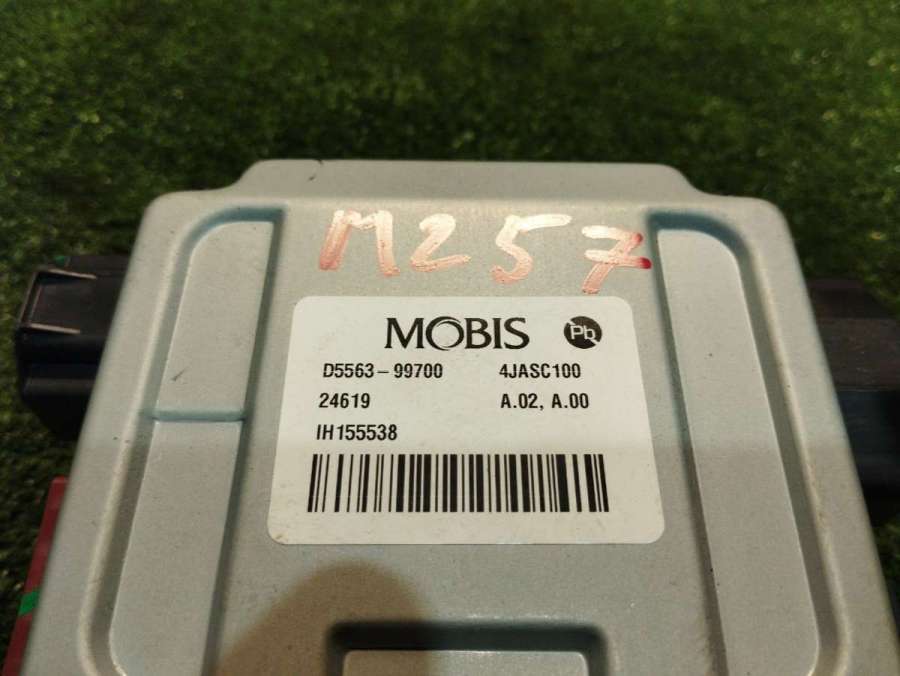 M257
MOBIS Pb
D5563-99700 4JASC100
24619 A.02, A.00
IH155538